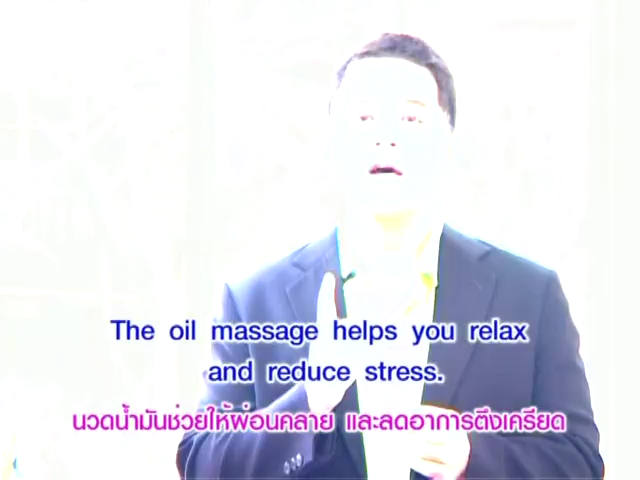 The oil massage helps you relax
and reduce stress.
นวดน้ำมันช่วยให้ผ่อนคลาย และลดอาการตึงเครียด